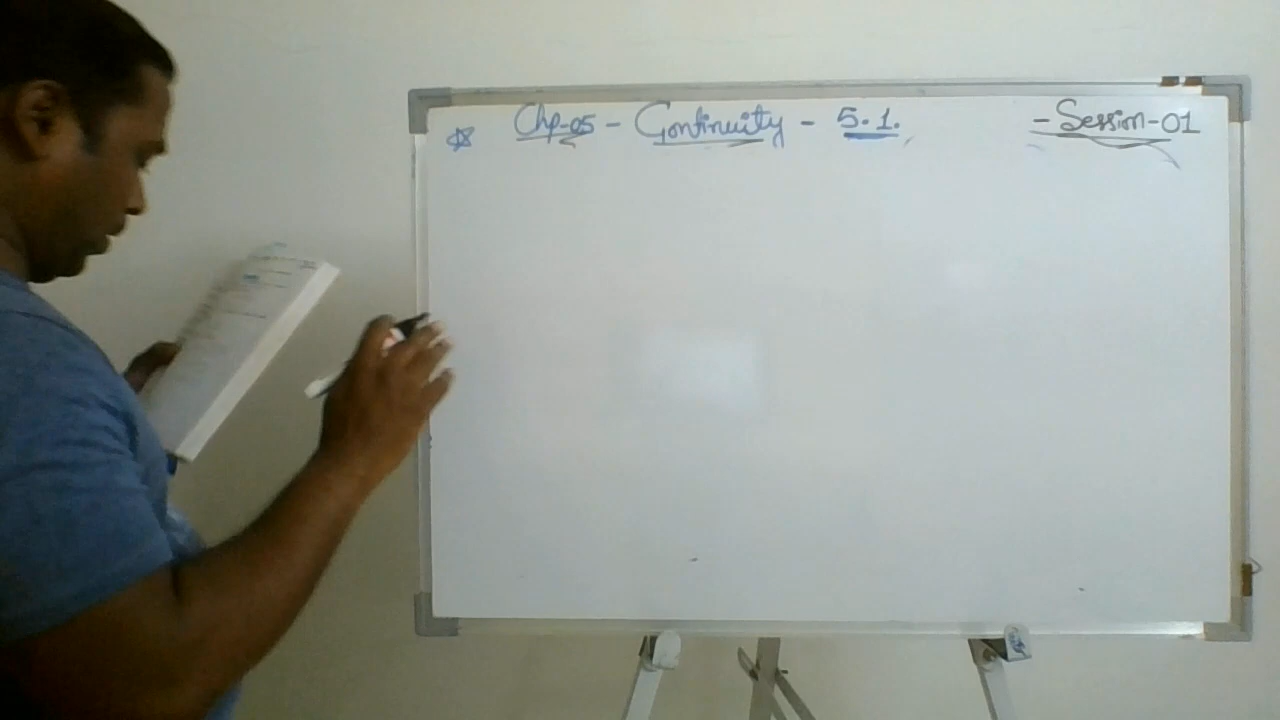 Chp-05 - Continuity - 5.1. - Session-01